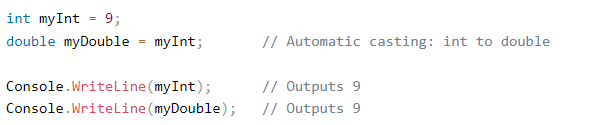 int myInt = 9;
double myDouble = myInt;       // Automatic casting: int to double
Console.WriteLine(myInt);      // Outputs 9
Console.WriteLine(myDouble);   // Outputs 9